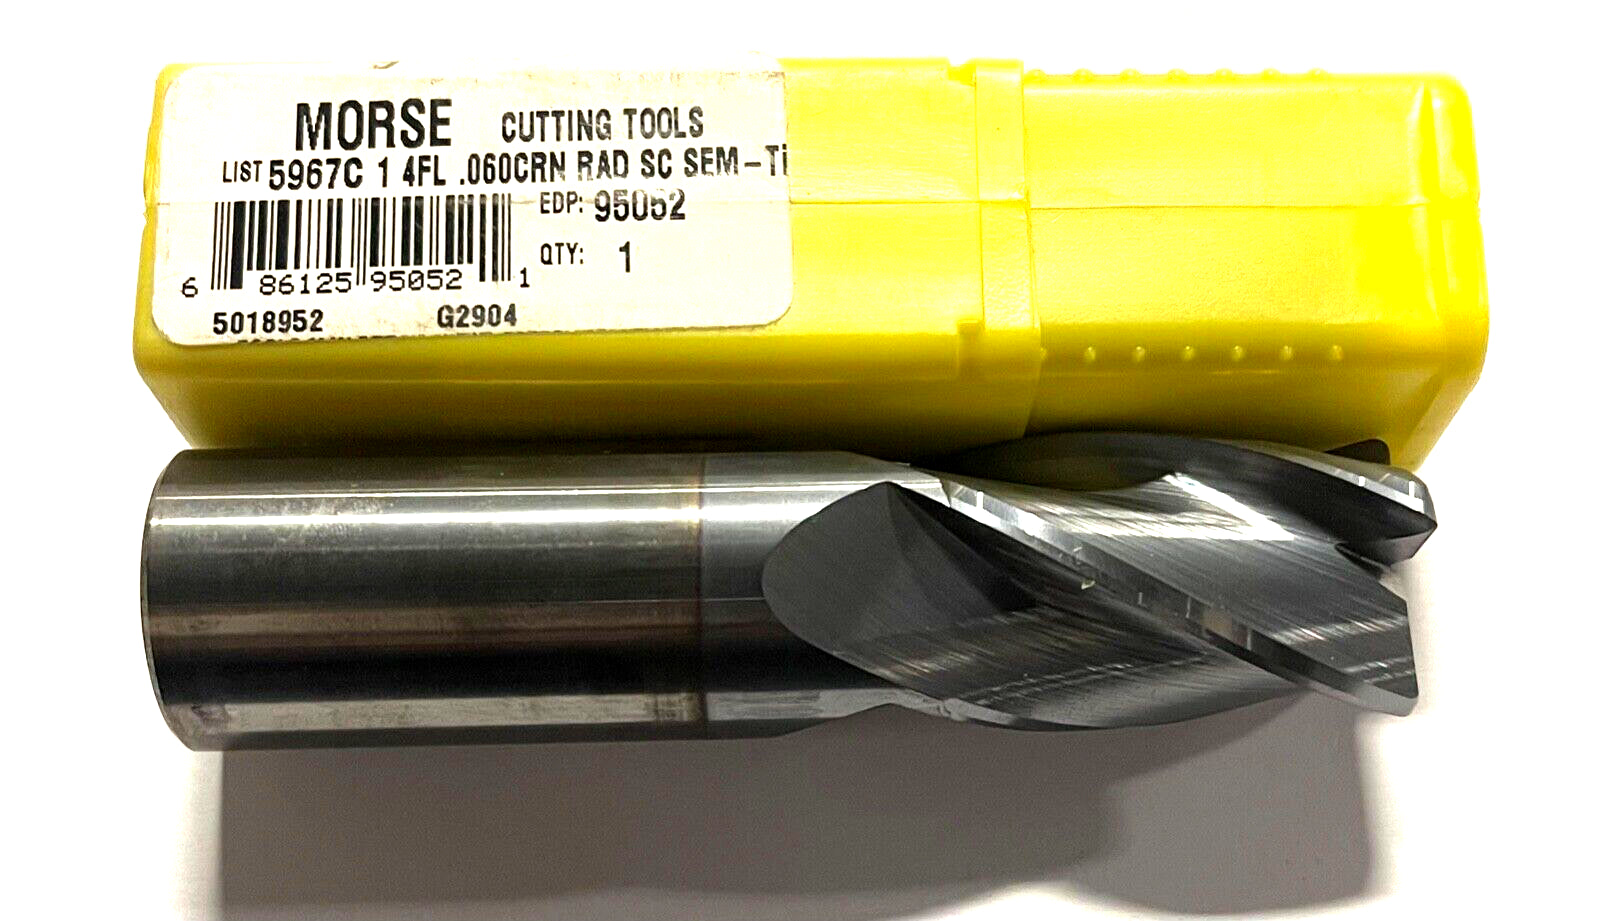 MORSE CUTTING TOOLS
LIST 5967C 1 4FL .060CRN RAD SC SEM-Ti
EDP: 95052
QTY: 1
6 86125 95052 1
5018952 G2904